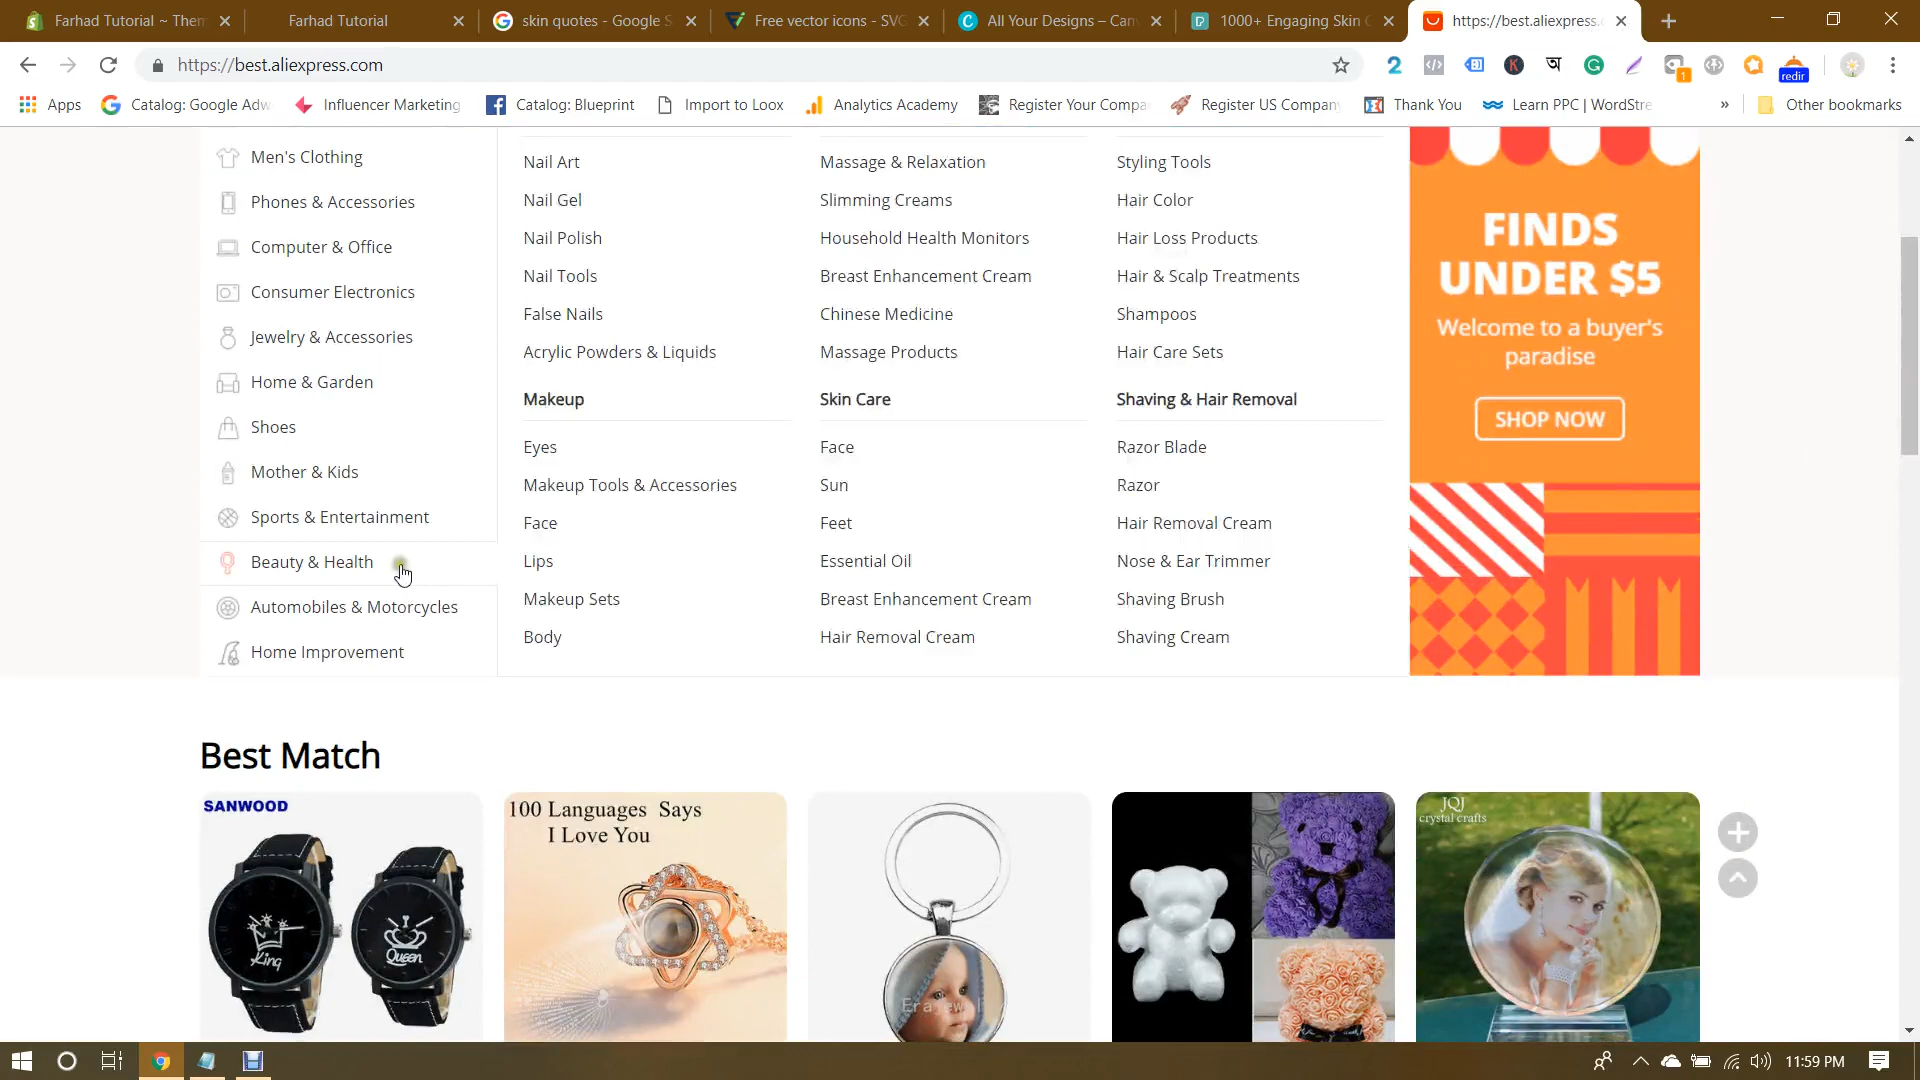 Farhad Tutorial ~ Them
Farhad Tutorial
skin quotes - Google S
Free vector icons - SVG
All Your Designs – Can
1000+ Engaging Skin C
https://best.aliexpress.c
https://best.aliexpress.com
redir
1
Apps
Catalog: Google Adw
Influencer Marketing
Catalog: Blueprint
Import to Loox
Analytics Academy
Register Your Compa
Register US Company
Thank You
Learn PPC | WordStre
»
Other bookmarks
Men's Clothing
Phones & Accessories
Computer & Office
Consumer Electronics
Jewelry & Accessories
Home & Garden
Shoes
Mother & Kids
Sports & Entertainment
Beauty & Health
Automobiles & Motorcycles
Home Improvement
Nail Art
Nail Gel
Nail Polish
Nail Tools
False Nails
Acrylic Powders & Liquids
Makeup
Eyes
Makeup Tools & Accessories
Face
Lips
Makeup Sets
Body
Massage & Relaxation
Slimming Creams
Household Health Monitors
Breast Enhancement Cream
Chinese Medicine
Massage Products
Skin Care
Face
Sun
Feet
Essential Oil
Breast Enhancement Cream
Hair Removal Cream
Styling Tools
Hair Color
Hair Loss Products
Hair & Scalp Treatments
Shampoos
Hair Care Sets
Shaving & Hair Removal
Razor Blade
Razor
Hair Removal Cream
Nose & Ear Trimmer
Shaving Brush
Shaving Cream
FINDS
UNDER $5
Welcome to a buyer's
paradise
SHOP NOW
Best Match
SANWOOD
King
Queen
100 Languages Says
I Love You
JQJ
crystal crafts
11:59 PM